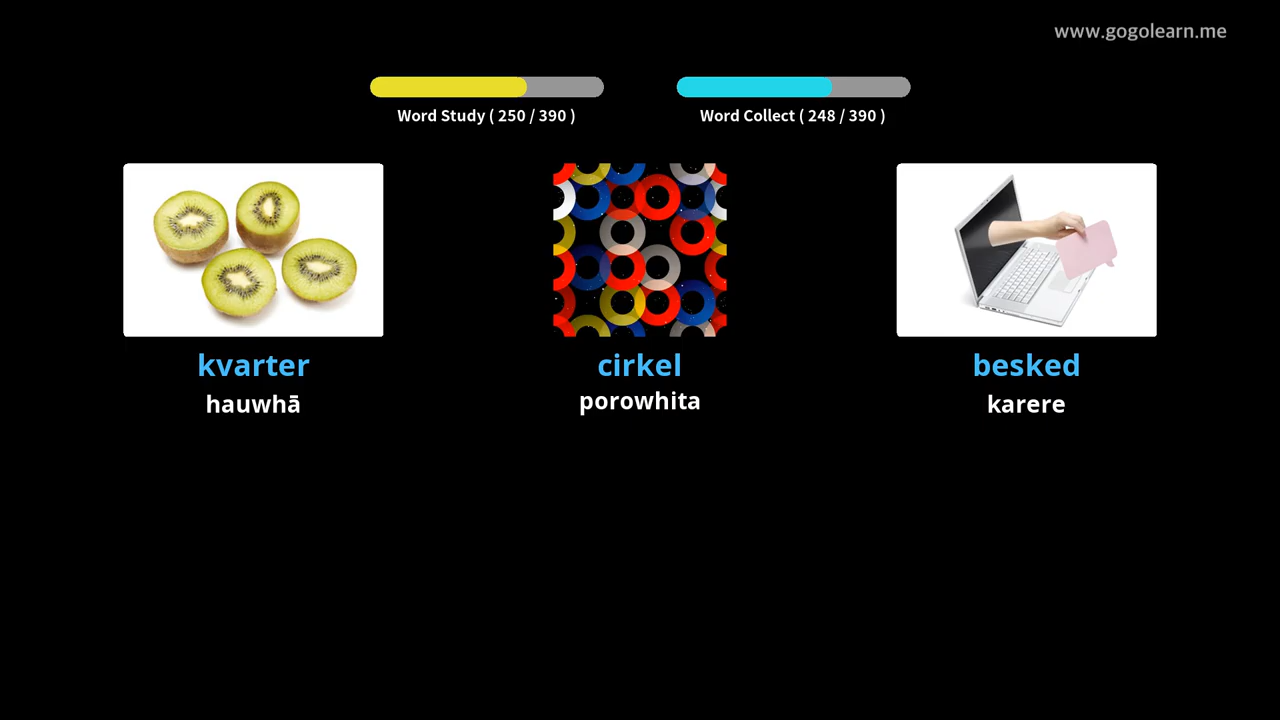 www.gogolearn.me
Word Study ( 250 / 390 )
Word Collect ( 248 / 390 )
kvarter
cirkel
besked
hauwhā
porowhita
karere